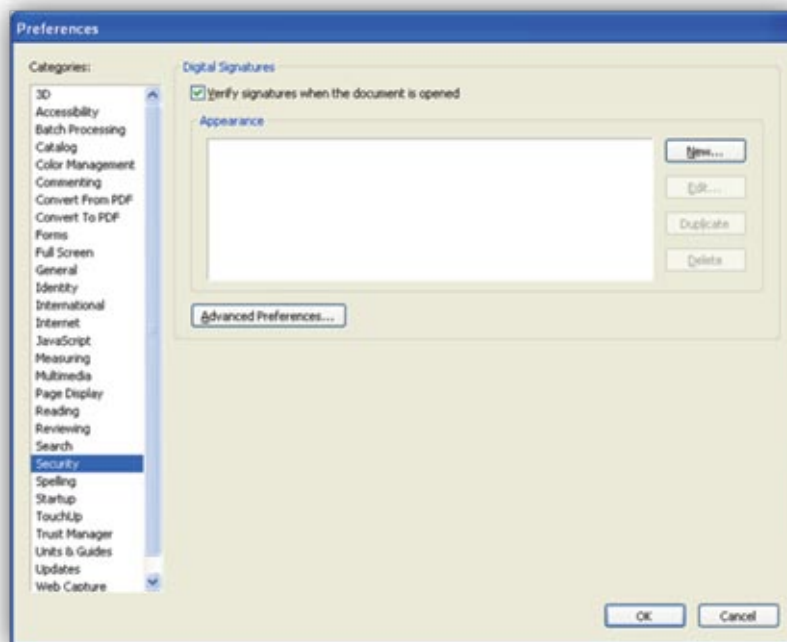 Preferences
Categories:
3D
Accessibility
Batch Processing
Catalog
Color Management
Commenting
Convert From PDF
Convert To PDF
Forms
Full Screen
General
Identity
International
Internet
JavaScript
Measuring
Multimedia
Page Display
Reading
Reviewing
Search
Security
Spelling
Startup
TouchUp
Trust Manager
Units & Guides
Updates
Web Capture
Digital Signatures
Verify signatures when the document is opened
Appearance
New...
Edit...
Duplicate
Delete
Advanced Preferences...
OK
Cancel